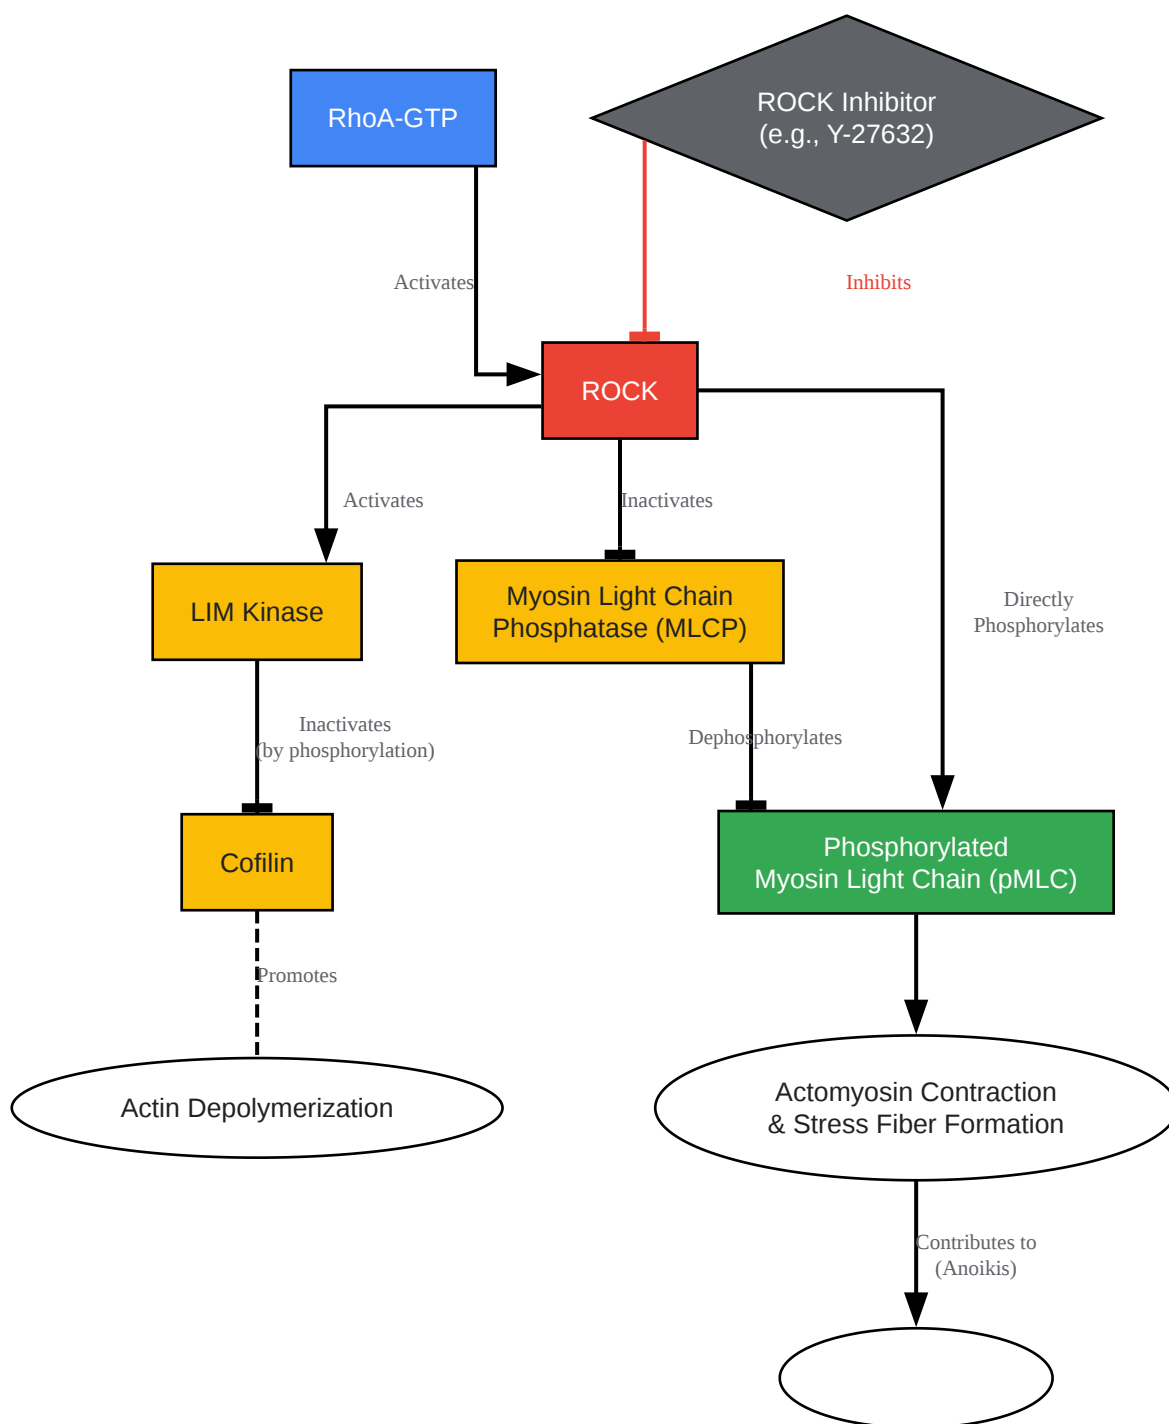 RhoA-GTP
ROCK Inhibitor
(e.g., Y-27632)
Activates
Inhibits
ROCK
Activates
Inactivates
LIM Kinase
Myosin Light Chain
Phosphatase (MLCP)
Directly
Phosphorylates
Inactivates
(by phosphorylation)
Dephosphorylates
Cofilin
Phosphorylated
Myosin Light Chain (pMLC)
Promotes
Actin Depolymerization
Actomyosin Contraction
& Stress Fiber Formation
Contributes to
(Anoikis)